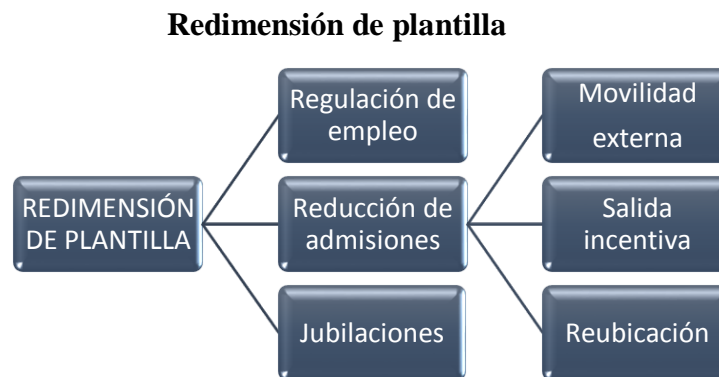 Redimensión de plantilla
REDIMENSIÓN
DE PLANTILLA
Regulación de
empleo
Reducción de
admisiones
Jubilaciones
Movilidad
externa
Salida
incentiva
Reubicación